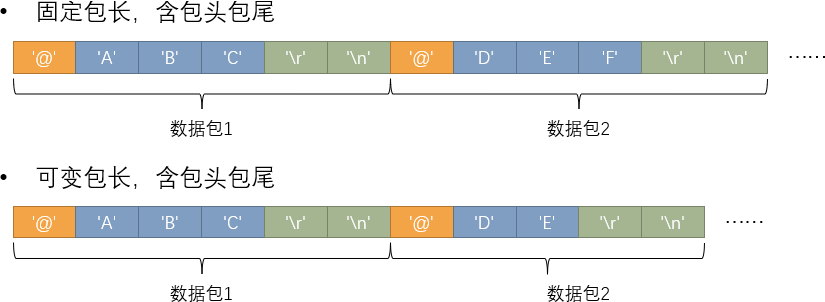 • 固定包长，含包头包尾
'@' 'A' 'B' 'C' '\r' '\n' '@' 'D' 'E' 'F' '\r' '\n' ……
数据包1 数据包2
• 可变包长，含包头包尾
'@' 'A' 'B' 'C' '\r' '\n' '@' 'D' 'E' '\r' '\n' ……
数据包1 数据包2